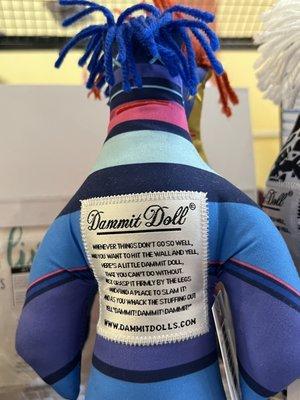 Dammit Doll®
WHENEVER THINGS DON'T GO SO WELL,
AND YOU WANT TO HIT THE WALL AND YELL,
HERE'S A LITTLE DAMMIT DOLL,
THAT YOU CAN'T DO WITHOUT.
JUST GRASP IT FIRMLY BY THE LEGS
AND FIND A PLACE TO SLAM IT!
AND AS YOU WHACK THE STUFFING OUT
YELL "DAMMIT! DAMMIT! DAMMIT!"
WWW.DAMMITDOLLS.COM